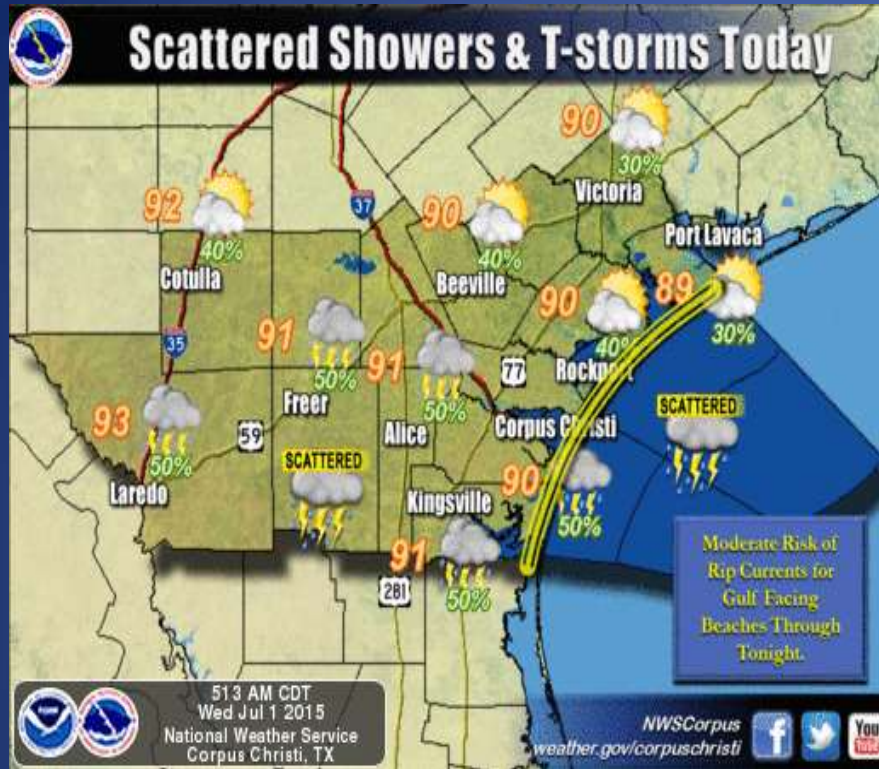 Scattered Showers & T-storms Today
90
30%
Victoria
92
40%
Cotulla
37
90
40%
Beeville
Port Lavaca
89
30%
90
40%
Rockport
35
91
50%
Freer
91
50%
Alice
77
Corpus Christi
SCATTERED
93
50%
Laredo
59
SCATTERED
Kingsville
90
50%
91
50%
281
Moderate Risk of
Rip Currents for
Gulf Facing
Beaches Through
Tonight.
513 AM CDT
Wed Jul 1 2015
National Weather Service
Corpus Christi, TX
NWSCorpus
weather.gov/corpuschristi
f
You